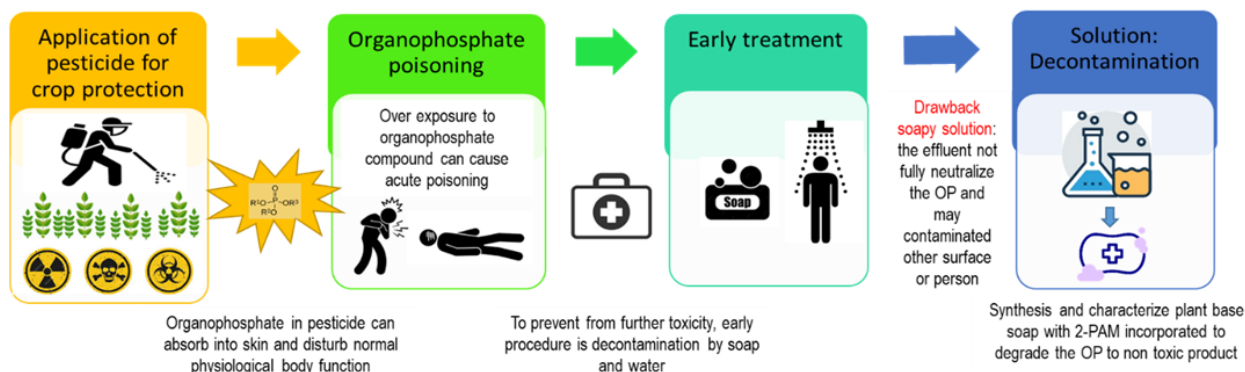 Application of
pesticide for
crop protection
Organophosphate
poisoning
Early treatment
Solution:
Decontamination
Over exposure to
organophosphate
compound can cause
acute poisoning
O
R¹O-P-OR³
R²O
Soap
Drawback
soapy solution:
the effluent not
fully neutralize
the OP and
may
contaminated
other surface
or person
Organophosphate in pesticide can
absorb into skin and disturb normal
physiological body function
To prevent from further toxicity, early
procedure is decontamination by soap
and water
Synthesis and characterize plant base
soap with 2-PAM incorporated to
degrade the OP to non toxic product